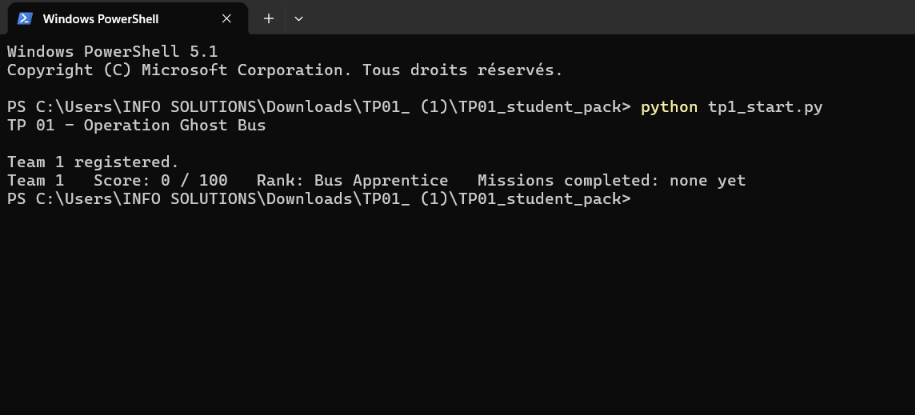 Windows PowerShell
Windows PowerShell 5.1
Copyright (C) Microsoft Corporation. Tous droits réservés.
PS C:\Users\INFO SOLUTIONS\Downloads\TP01_ (1)\TP01_student_pack> python tp1_start.py
TP 01 - Operation Ghost Bus
Team 1 registered.
Team 1   Score: 0 / 100   Rank: Bus Apprentice   Missions completed: none yet
PS C:\Users\INFO SOLUTIONS\Downloads\TP01_ (1)\TP01_student_pack>